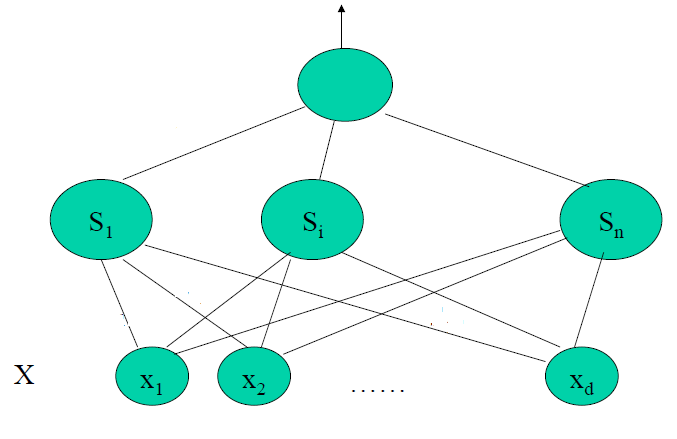 S1 Si Sn
X x1 x2 ...... xd